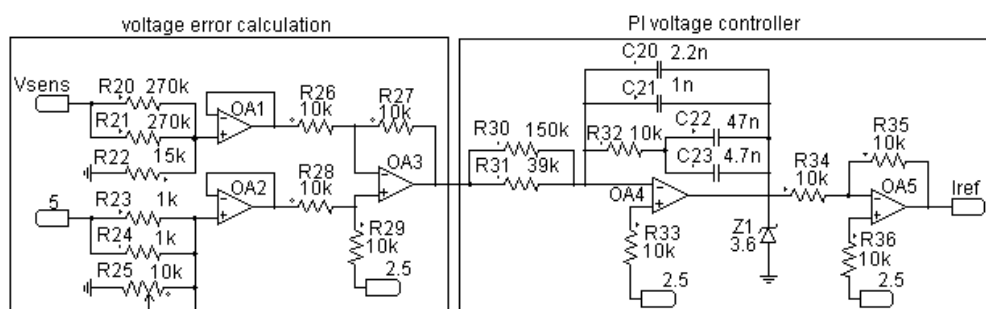 voltage error calculation
PI voltage controller
Vsens
R20 270k
R21
270k
R22 15k
5
R23 1k
R24 1k
R25 10k
OA1
OA2
R26
10k
R27
10k
R28
10k
OA3
R29
10k
2.5
R30 150k
R31 39k
C20 2.2n
C21 1n
R32 10k
C22 47n
C23 4.7n
OA4
R33
10k
2.5
Z1
3.6
R34
10k
R35
10k
OA5
R36
10k
2.5
Iref